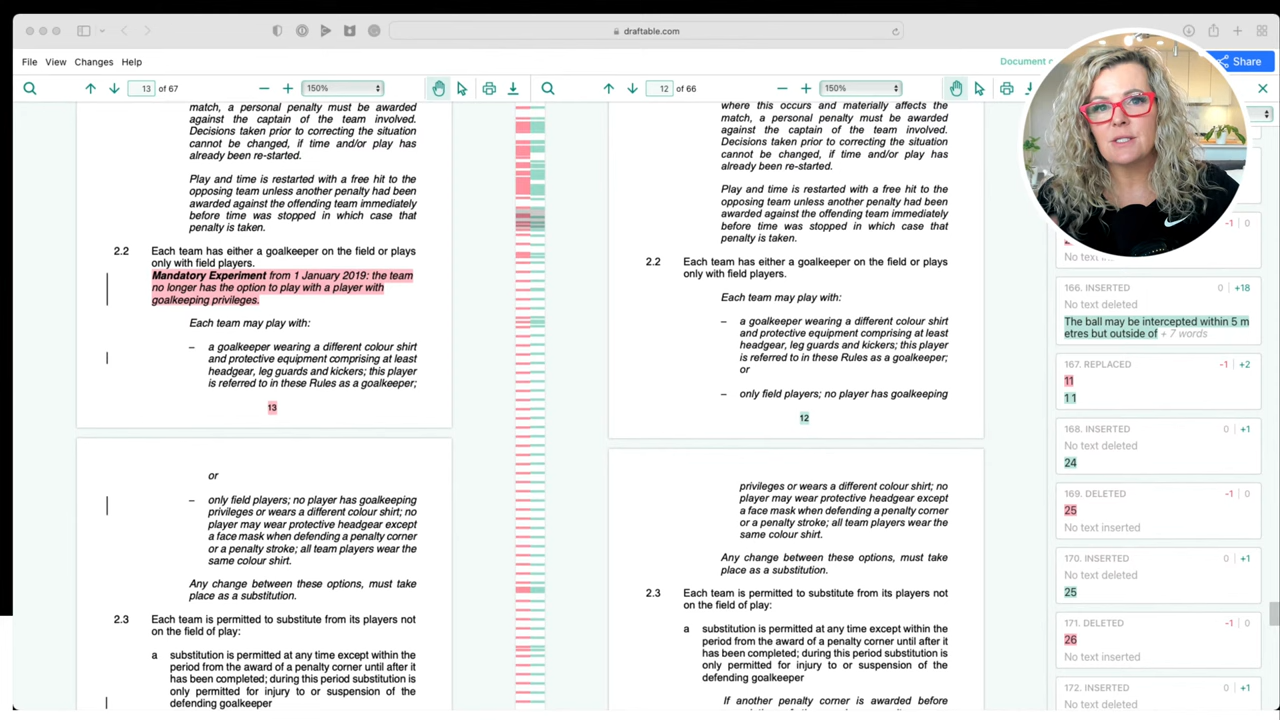 draftable.com
File View Changes Help
Document
Share
13 of 67
150%
12 of 66
150%
match, a personal penalty must be awarded
against the captain of the team involved.
Decisions taken prior to correcting the situation
cannot be changed, if time and/or play has
already been re-started.
Play and time is restarted with a free hit to the
opposing team unless another penalty had been
awarded against the offending team immediately
before time was stopped in which case that
penalty is taken.
2.2 Each team has either a goalkeeper on the field or plays
only with field players.
Mandatory Experiment from 1 January 2019: the team
no longer has the option to play with a player with
goalkeeping privileges.
Each team may play with:
– a goalkeeper wearing a different colour shirt
and protective equipment comprising at least
headgear, leg guards and kickers; this player
is referred to in these Rules as a goalkeeper;
13
or
– only field players; no player has goalkeeping
privileges or wears a different colour shirt; no
player may wear protective headgear except
a face mask when defending a penalty corner
or a penalty stroke; all team players wear the
same colour shirt.
Any change between these options, must take
place as a substitution.
2.3 Each team is permitted to substitute from its players not
on the field of play:
a substitution is permitted at any time except within the
period from the award of a penalty corner until after it
has been completed; during this period substitution is
only permitted for injury to or suspension of the
defending goalkeeper
where this occurs and materially affects the
match, a personal penalty must be awarded
against the captain of the team involved.
Decisions taken prior to correcting the situation
cannot be changed, if time and/or play has
already been re-started.
Play and time is restarted with a free hit to the
opposing team unless another penalty had been
awarded against the offending team immediately
before time was stopped in which case that
penalty is taken.
2.2 Each team has either a goalkeeper on the field or plays
only with field players.
Each team may play with:
– a goalkeeper wearing a different colour shirt
and protective equipment comprising at least
headgear, leg guards and kickers; this player
is referred to in these Rules as a goalkeeper;
or
– only field players; no player has goalkeeping
12
privileges or wears a different colour shirt; no
player may wear protective headgear except
a face mask when defending a penalty corner
or a penalty stroke; all team players wear the
same colour shirt.
Any change between these options, must take
place as a substitution.
2.3 Each team is permitted to substitute from its players not
on the field of play:
a substitution is permitted at any time except within the
period from the award of a penalty corner until after it
has been completed; during this period substitution is
only permitted for injury to or suspension of the
defending goalkeeper
If another penalty corner is awarded before
-1 0
No text inserted
166. INSERTED 0 +18
No text deleted
The ball may be intercepted within 5 m
etres but outside of + 7 words
167. REPLACED -1 +2
11
1 1
168. INSERTED 0 +1
No text deleted
24
169. DELETED -1 0
25
No text inserted
170. INSERTED 0 +1
No text deleted
25
171. DELETED -1 0
26
No text inserted
172. INSERTED 0 +1
No text deleted